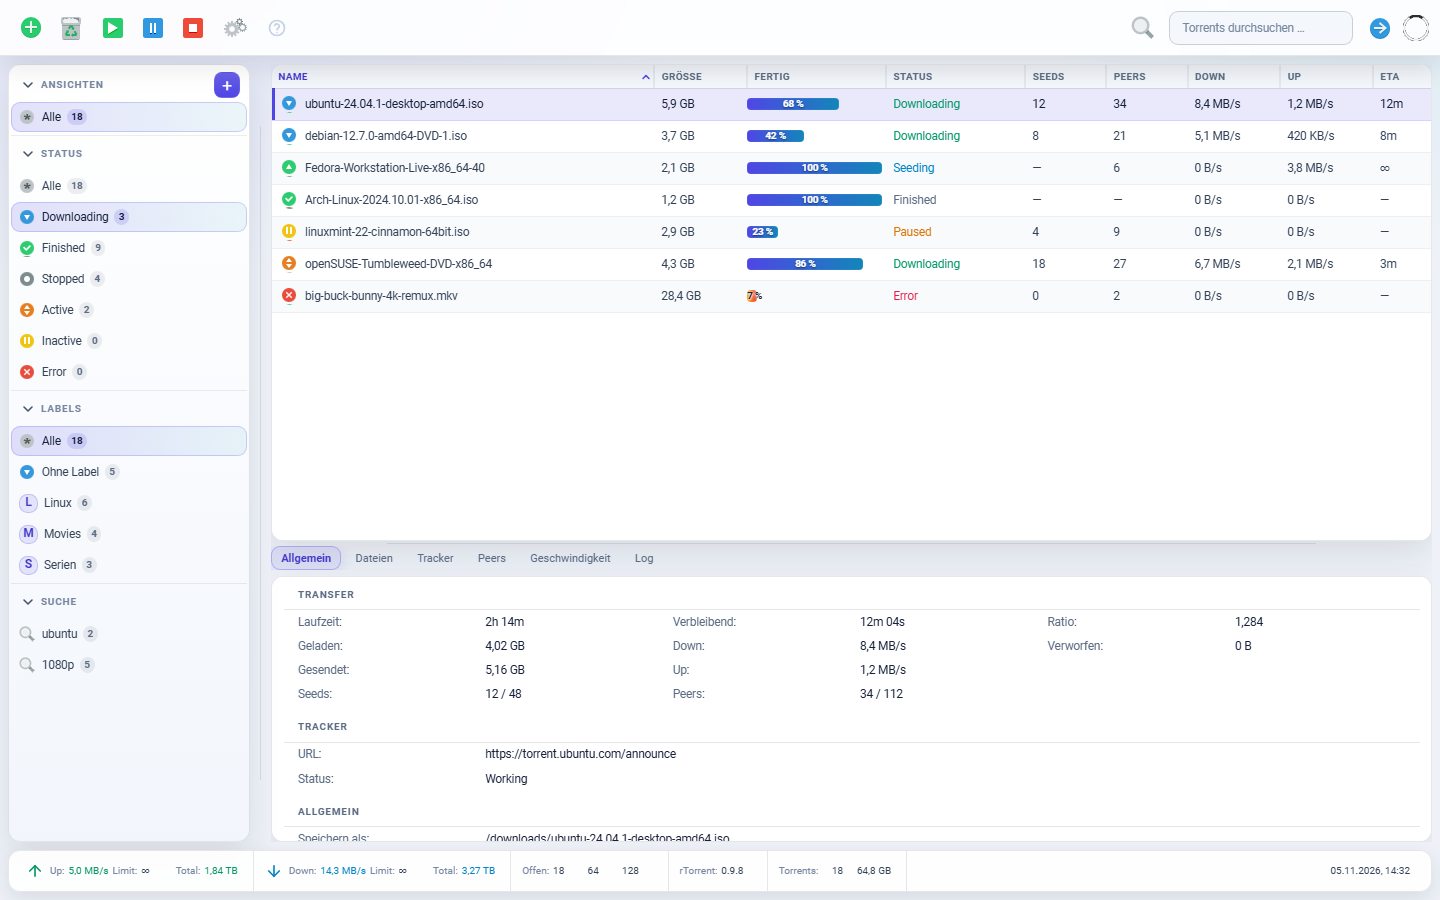 Torrents durchsuchen ...
ANSICHTEN
+
Alle 18
STATUS
Alle 18
Downloading 3
Finished 9
Stopped 4
Active 2
Inactive 0
Error 0
LABELS
Alle 18
Ohne Label 5
L Linux 6
M Movies 4
S Serien 3
SUCHE
ubuntu 2
1080p 5
NAME GRÖSSE FERTIG STATUS SEEDS PEERS DOWN UP ETA
ubuntu-24.04.1-desktop-amd64.iso 5,9 GB 68 % Downloading 12 34 8,4 MB/s 1,2 MB/s 12m
debian-12.7.0-amd64-DVD-1.iso 3,7 GB 42 % Downloading 8 21 5,1 MB/s 420 KB/s 8m
Fedora-Workstation-Live-x86_64-40 2,1 GB 100 % Seeding — 6 0 B/s 3,8 MB/s ∞
Arch-Linux-2024.10.01-x86_64.iso 1,2 GB 100 % Finished — — 0 B/s 0 B/s —
linuxmint-22-cinnamon-64bit.iso 2,9 GB 23 % Paused 4 9 0 B/s 0 B/s —
openSUSE-Tumbleweed-DVD-x86_64 4,3 GB 86 % Downloading 18 27 6,7 MB/s 2,1 MB/s 3m
big-buck-bunny-4k-remux.mkv 28,4 GB 7 % Error 0 2 0 B/s 0 B/s —
Allgemein Dateien Tracker Peers Geschwindigkeit Log
TRANSFER
Laufzeit: 2h 14m Verbleibend: 12m 04s Ratio: 1,284
Geladen: 4,02 GB Down: 8,4 MB/s Verworfen: 0 B
Gesendet: 5,16 GB Up: 1,2 MB/s
Seeds: 12 / 48 Peers: 34 / 112
TRACKER
URL: https://torrent.ubuntu.com/announce
Status: Working
ALLGEMEIN
Speichern als: /downloads/ubuntu-24.04.1-desktop-amd64.iso
Up: 5,0 MB/s Limit: ∞ Total: 1,84 TB Down: 14,3 MB/s Limit: ∞ Total: 3,27 TB Offen: 18 64 128 rTorrent: 0.9.8 Torrents: 18 64,8 GB 05.11.2026, 14:32